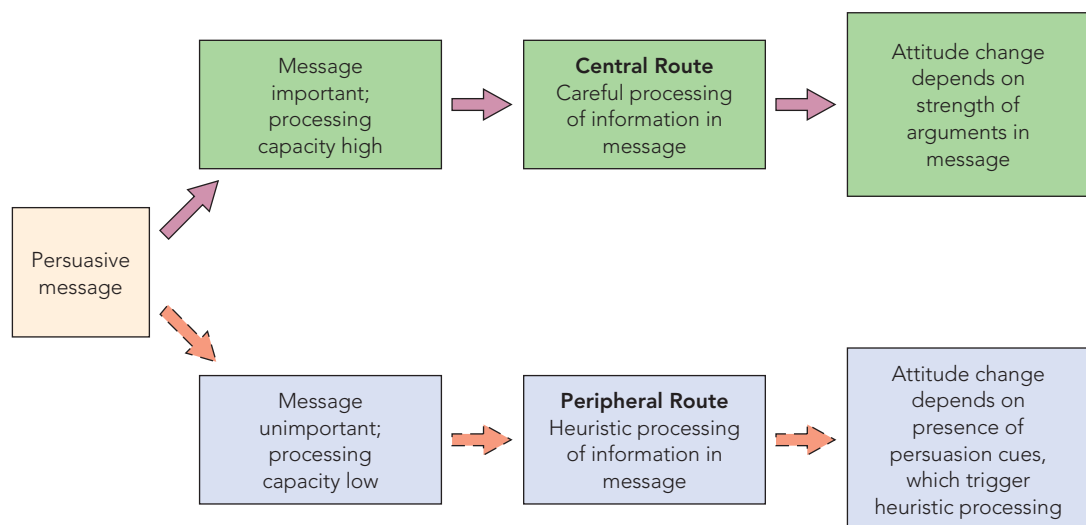 Persuasive
message
Message
important;
processing
capacity high
Central Route
Careful processing
of information in
message
Attitude change
depends on
strength of
arguments in
message
Message
unimportant;
processing
capacity low
Peripheral Route
Heuristic processing
of information in
message
Attitude change
depends on
presence of
persuasion cues,
which trigger
heuristic processing